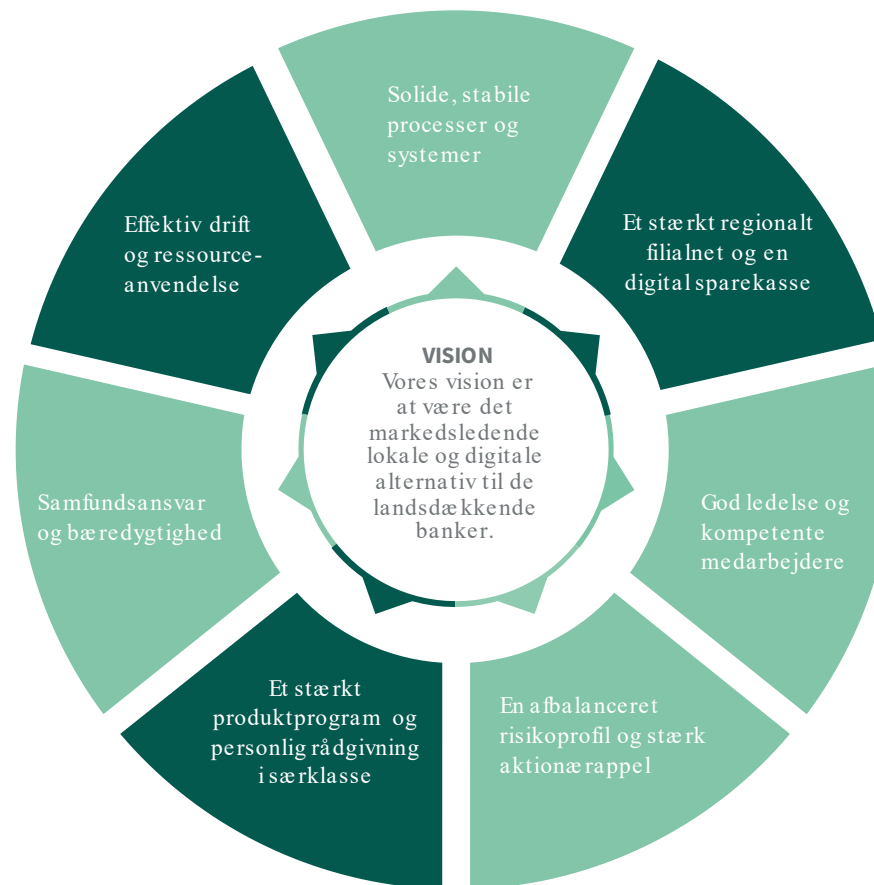 Solide, stabile
processer og
systemer
Et stærkt regionalt
filialnet og en
digital sparekasse
God ledelse og
kompetente
medarbejdere
En afbalanceret
risikoprofil og stærk
aktionærappel
Et stærkt
produktprogram og
personlig rådgivning
i særklasse
Samfundsansvar
og bæredygtighed
Effektiv drift
og ressource-
anvendelse
VISION
Vores vision er
at være det
markedsledende
lokale og digitale
alternativ til de
landsdækkende
banker.